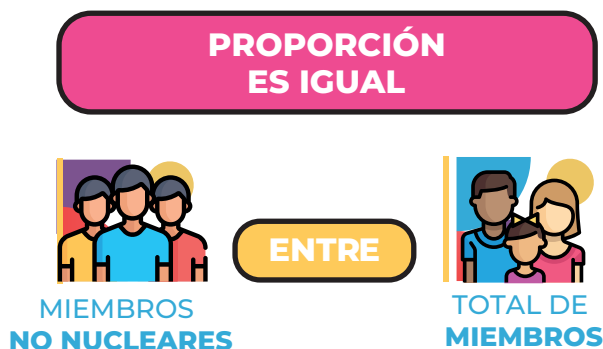 PROPORCIÓN
ES IGUAL
MIEMBROS
NO NUCLEARES
ENTRE
TOTAL DE
MIEMBROS